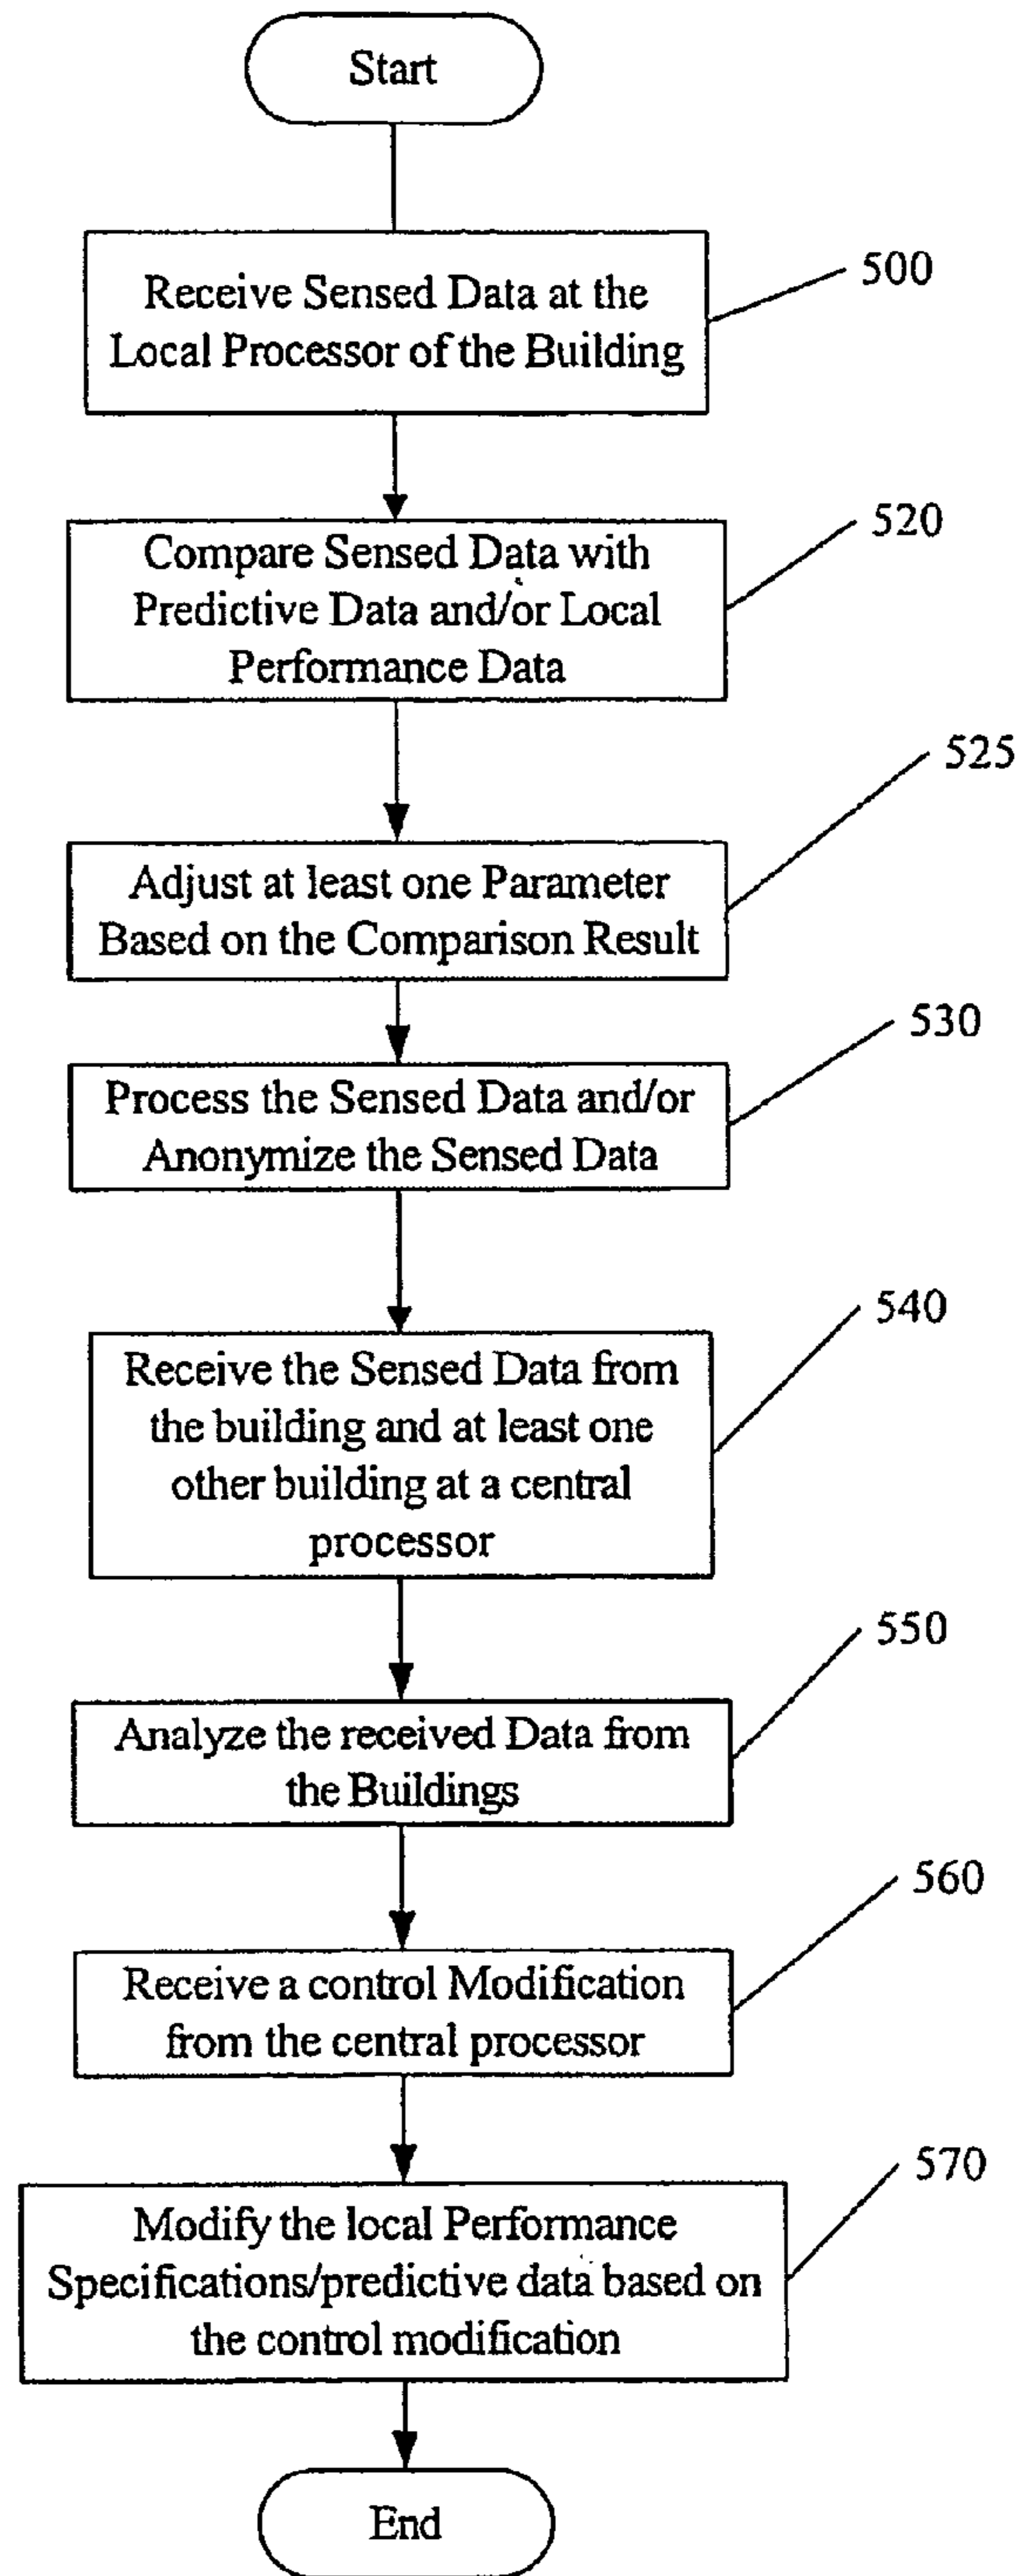 Start
Receive Sensed Data at the
Local Processor of the Building
500
Compare Sensed Data with
Predictive Data and/or Local
Performance Data
520
Adjust at least one Parameter
Based on the Comparison Result
525
Process the Sensed Data and/or
Anonymize the Sensed Data
530
Receive the Sensed Data from
the building and at least one
other building at a central
processor
540
Analyze the received Data from
the Buildings
550
Receive a control Modification
from the central processor
560
Modify the local Performance
Specifications/predictive data based on
the control modification
570
End